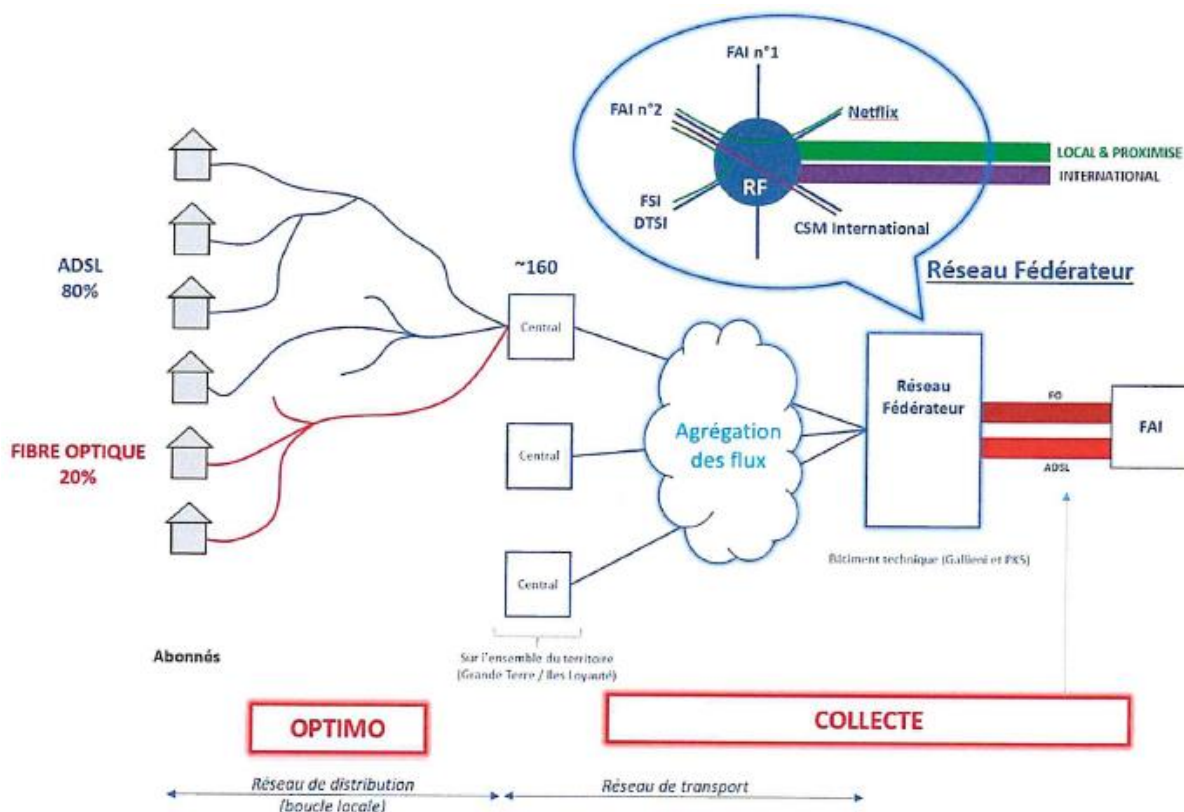 FAI n°1
FAI n°2
Netflix
LOCAL & PROXIMISE
INTERNATIONAL
RF
FSI
DTSI
CSM International
Réseau Fédérateur
ADSL
80%
~160
Central
Réseau
Fédérateur
FO
FAI
ADSL
Agrégation
des flux
FIBRE OPTIQUE
20%
Central
Bâtiment technique (Gallieni et PK5)
Central
Abonnés
Sur l'ensemble du territoire
(Grande Terre / Iles Loyauté)
OPTIMO
COLLECTE
Réseau de distribution
(boucle locale)
Réseau de transport